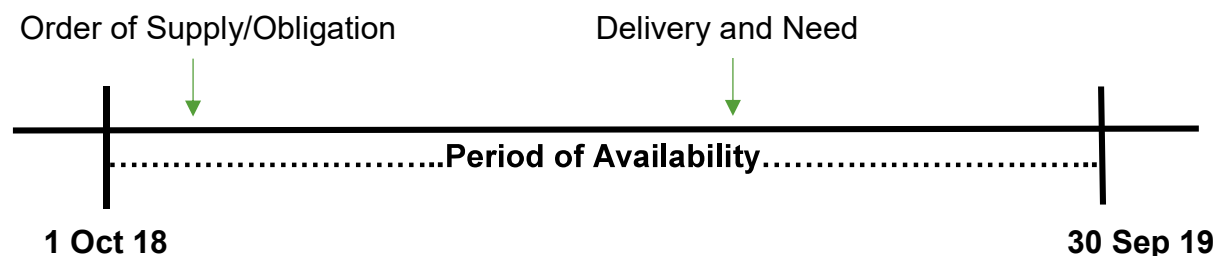 Order of Supply/Obligation Delivery and Need
................................Period of Availability................................
1 Oct 18 30 Sep 19